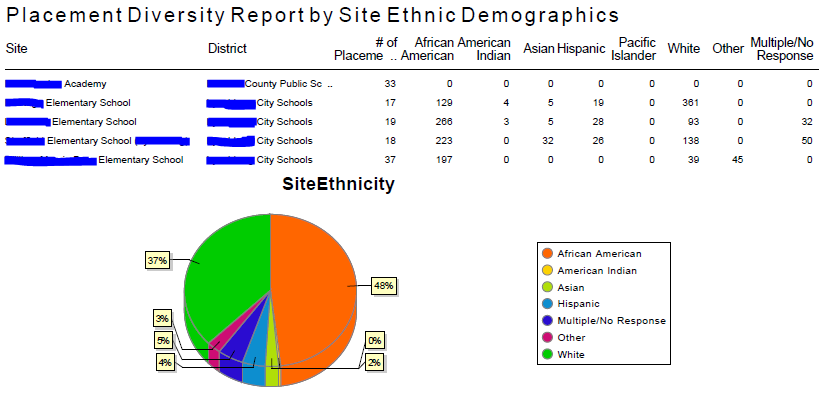 Placement Diversity Report by Site Ethnic Demographics
Site District # of Placeme .. African American American Indian Asian Hispanic Pacific Islander White Other Multiple/No Response
Academy County Public Sc .. 33 0 0 0 0 0 0 0 0
Elementary School City Schools 17 129 4 5 19 0 361 0 0
Elementary School City Schools 19 266 3 5 28 0 93 0 32
Elementary School City Schools 18 223 0 32 26 0 138 0 50
Elementary School City Schools 37 197 0 0 0 0 39 45 0
SiteEthnicity
37%
48%
3%
5%
4%
0%
2%
African American
American Indian
Asian
Hispanic
Multiple/No Response
Other
White